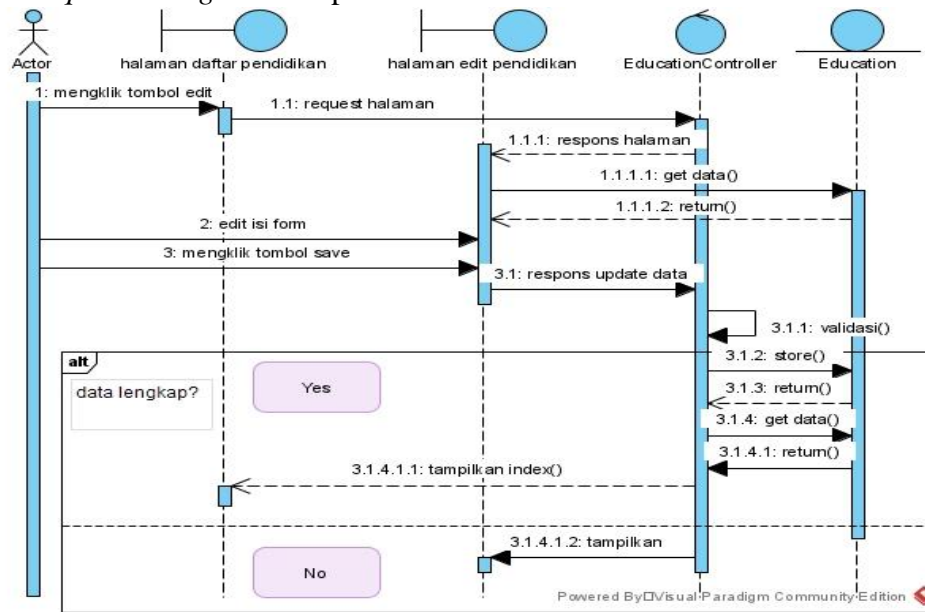 Actor
halaman daftar pendidikan
halaman edit pendidikan
EducationController
Education
1: mengklik tombol edit
1.1: request halaman
1.1.1: respons halaman
1.1.1.1: get data()
1.1.1.2: return()
2: edit isi form
3: mengklik tombol save
3.1: respons update data
3.1.1: validasi()
alt
3.1.2: store()
data lengkap?
Yes
3.1.3: return()
3.1.4: get data()
3.1.4.1: return()
3.1.4.1.1: tampilkan index()
3.1.4.1.2: tampilkan
No
Powered By Visual Paradigm Community Edition